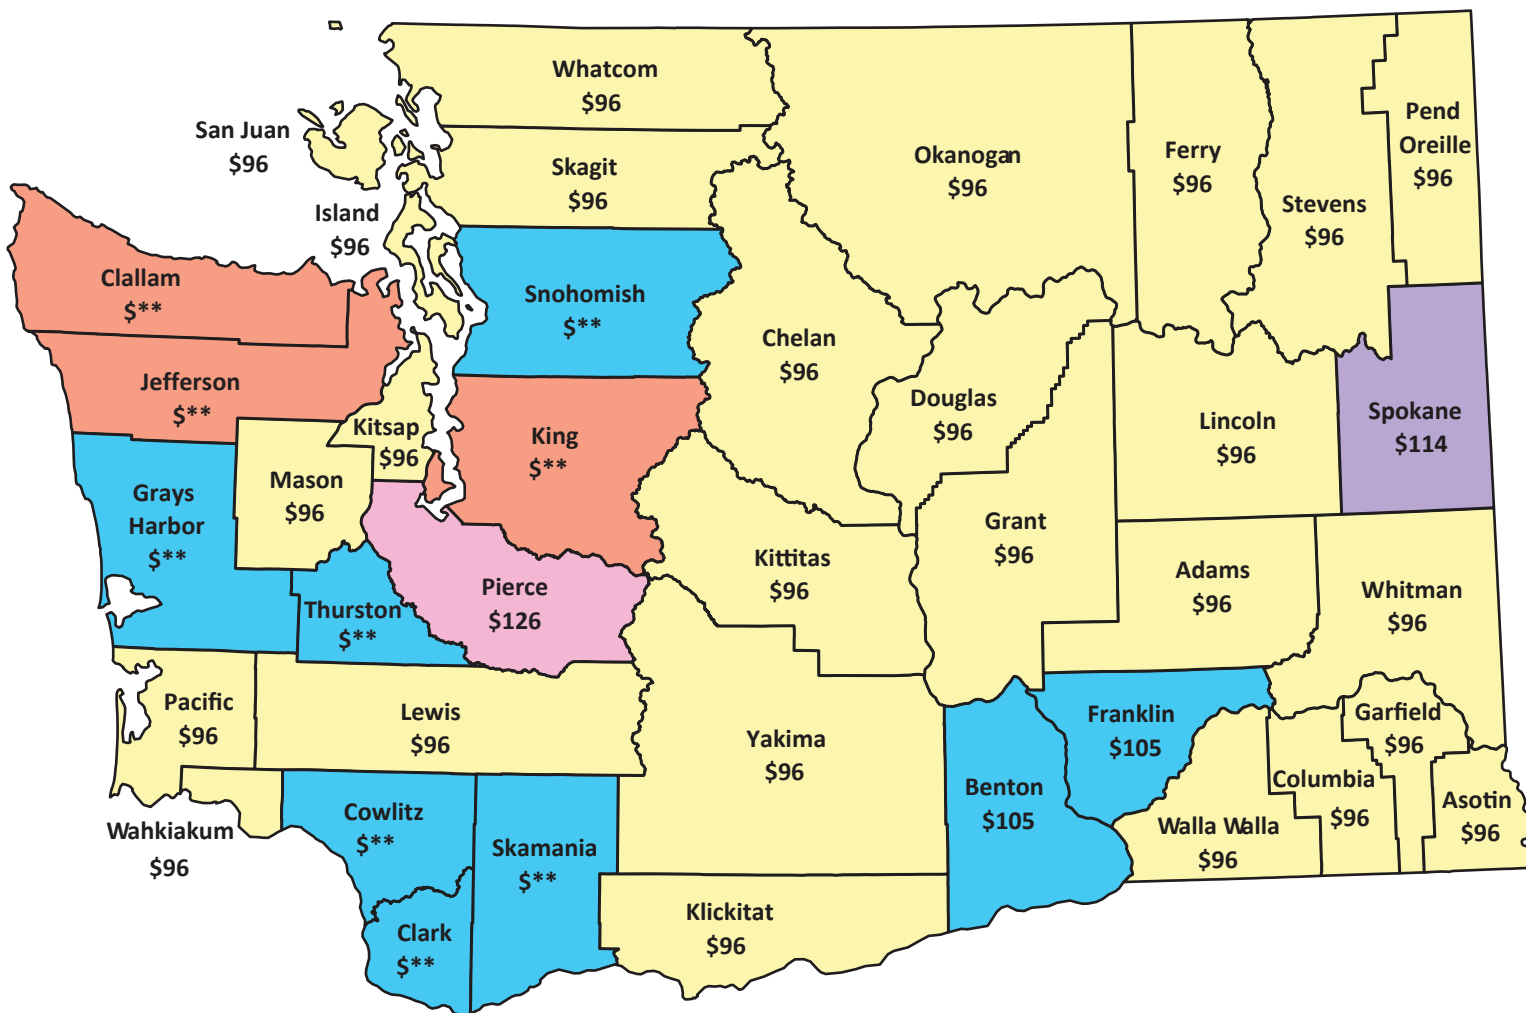 Whatcom
$96
San Juan
$96
Skagit
$96
Island
$96
Okanogan
$96
Ferry
$96
Stevens
$96
Pend
Oreille
$96
Clallam
$**
Snohomish
$**
Jefferson
$**
Chelan
$96
Douglas
$96
Lincoln
$96
Spokane
$114
Kitsap
$96
King
$**
Mason
$96
Grays
Harbor
$**
Grant
$96
Kittitas
$96
Adams
$96
Whitman
$96
Pierce
$126
Thurston
$**
Pacific
$96
Lewis
$96
Yakima
$96
Franklin
$105
Garfield
$96
Benton
$105
Columbia
$96
Asotin
$96
Walla Walla
$96
Wahkiakum
$96
Cowlitz
$**
Skamania
$**
Klickitat
$96
Clark
$**